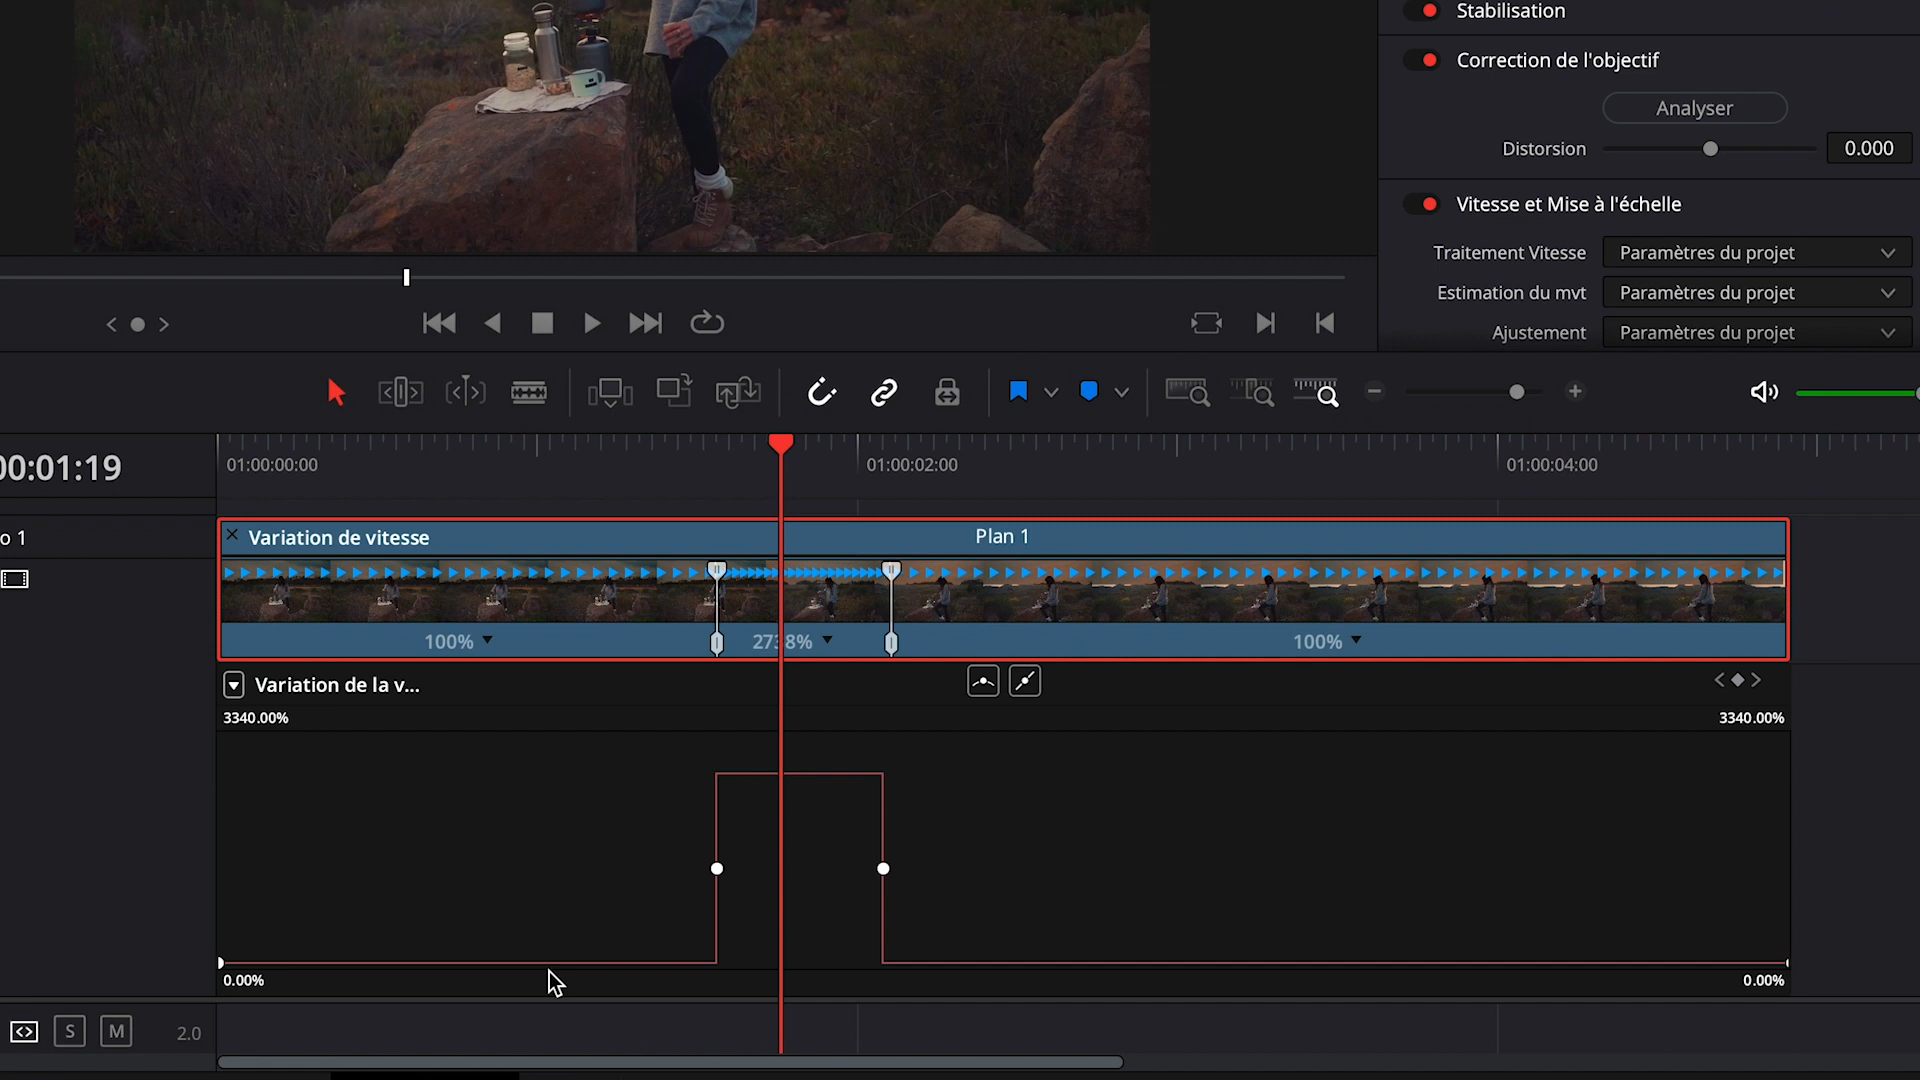 Stabilisation
Correction de l'objectif
Analyser
Distorsion 0.000
Vitesse et Mise à l'échelle
Traitement Vitesse Paramètres du projet
Estimation du mvt Paramètres du projet
Ajustement Paramètres du projet
00:01:19
01:00:00:00 01:00:02:00 01:00:04:00
o 1
Variation de vitesse Plan 1
100% 100%
Variation de la v...
3340.00% 3340.00%
0.00% 0.00%
S M 2.0